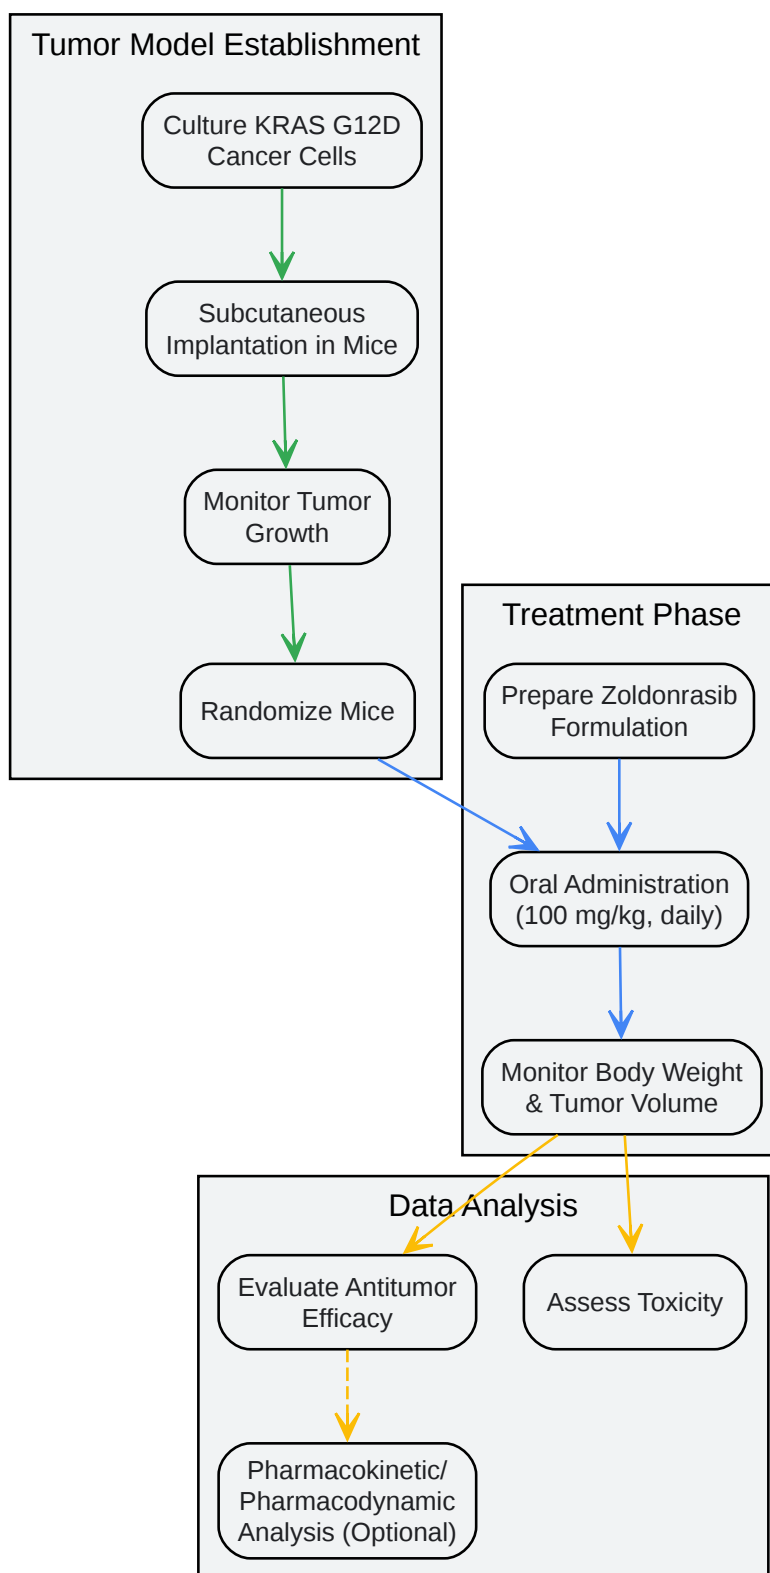 Tumor Model Establishment
Culture KRAS G12D
Cancer Cells
Subcutaneous
Implantation in Mice
Monitor Tumor
Growth
Randomize Mice
Treatment Phase
Prepare Zoldonrasib
Formulation
Oral Administration
(100 mg/kg, daily)
Monitor Body Weight
& Tumor Volume
Data Analysis
Evaluate Antitumor
Efficacy
Assess Toxicity
Pharmacokinetic/
Pharmacodynamic
Analysis (Optional)